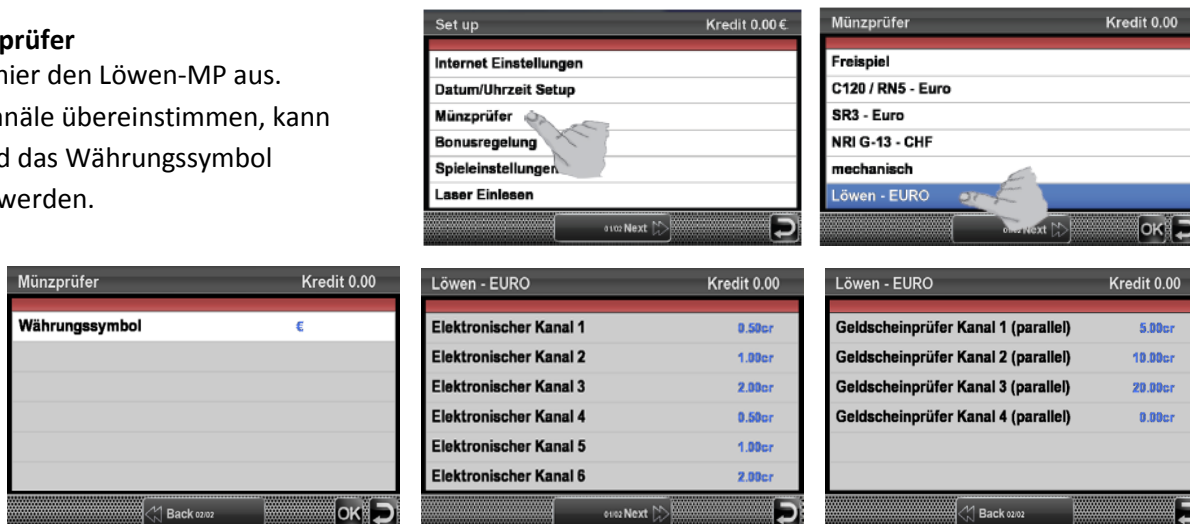 prüfer
hier den Löwen-MP aus.
näle übereinstimmen, kann
d das Währungssymbol
werden.
Set up Kredit 0.00 €
Internet Einstellungen
Datum/Uhrzeit Setup
Münzprüfer
Bonusregelung
Spieleinstellungen
Laser Einlesen
01/02 Next
Münzprüfer Kredit 0.00
Freispiel
C120 / RN5 - Euro
SR3 - Euro
NRI G-13 - CHF
mechanisch
Löwen - EURO
Next
OK
Münzprüfer Kredit 0.00
Währungssymbol €
Back 02/02 OK
Löwen - EURO Kredit 0.00
Elektronischer Kanal 1 0.50cr
Elektronischer Kanal 2 1.00cr
Elektronischer Kanal 3 2.00cr
Elektronischer Kanal 4 0.50cr
Elektronischer Kanal 5 1.00cr
Elektronischer Kanal 6 2.00cr
01/02 Next
Löwen - EURO Kredit 0.00
Geldscheinprüfer Kanal 1 (parallel) 5.00cr
Geldscheinprüfer Kanal 2 (parallel) 10.00cr
Geldscheinprüfer Kanal 3 (parallel) 20.00cr
Geldscheinprüfer Kanal 4 (parallel) 0.00cr
Back 02/02